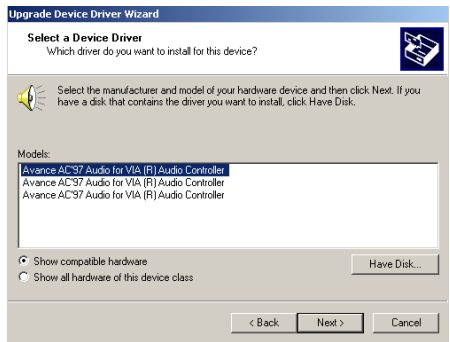 Upgrade Device Driver Wizard
Select a Device Driver
Which driver do you want to install for this device?
Select the manufacturer and model of your hardware device and then click Next. If you
have a disk that contains the driver you want to install, click Have Disk.
Models:
Avance AC'97 Audio for VIA (R) Audio Controller
Avance AC'97 Audio for VIA (R) Audio Controller
Avance AC'97 Audio for VIA (R) Audio Controller
Show compatible hardware
Show all hardware of this device class
Have Disk...
< Back Next > Cancel